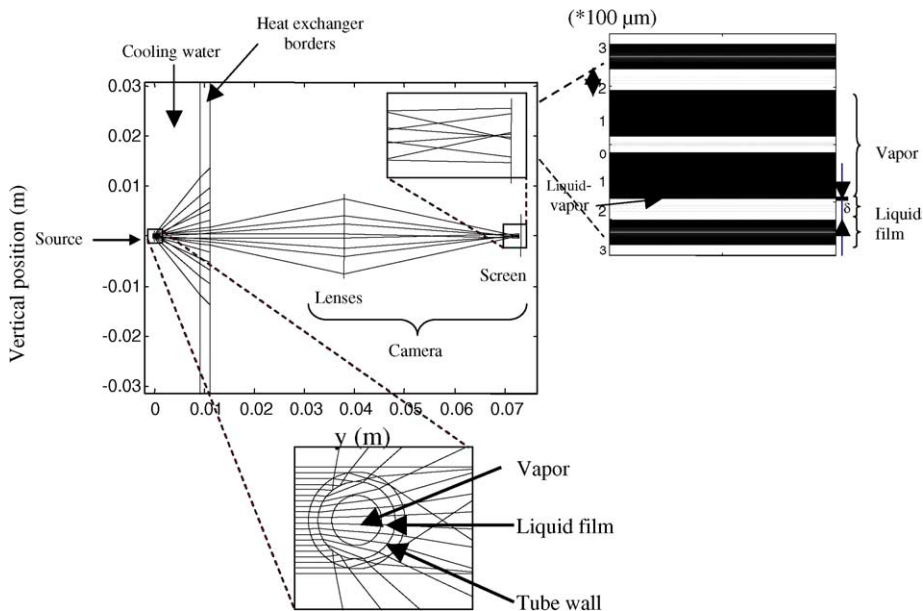 Heat exchanger
borders
Cooling water
(*100 µm)
0.03
0.02
0.01
0
-0.01
-0.02
-0.03
Vertical position (m)
Source
Lenses
Screen
Camera
0 0.01 0.02 0.03 0.04 0.05 0.06 0.07
y (m)
3
2
1
0
1
2
3
Vapor
Liquid-
vapor
δ
Liquid
film
Vapor
Liquid film
Tube wall